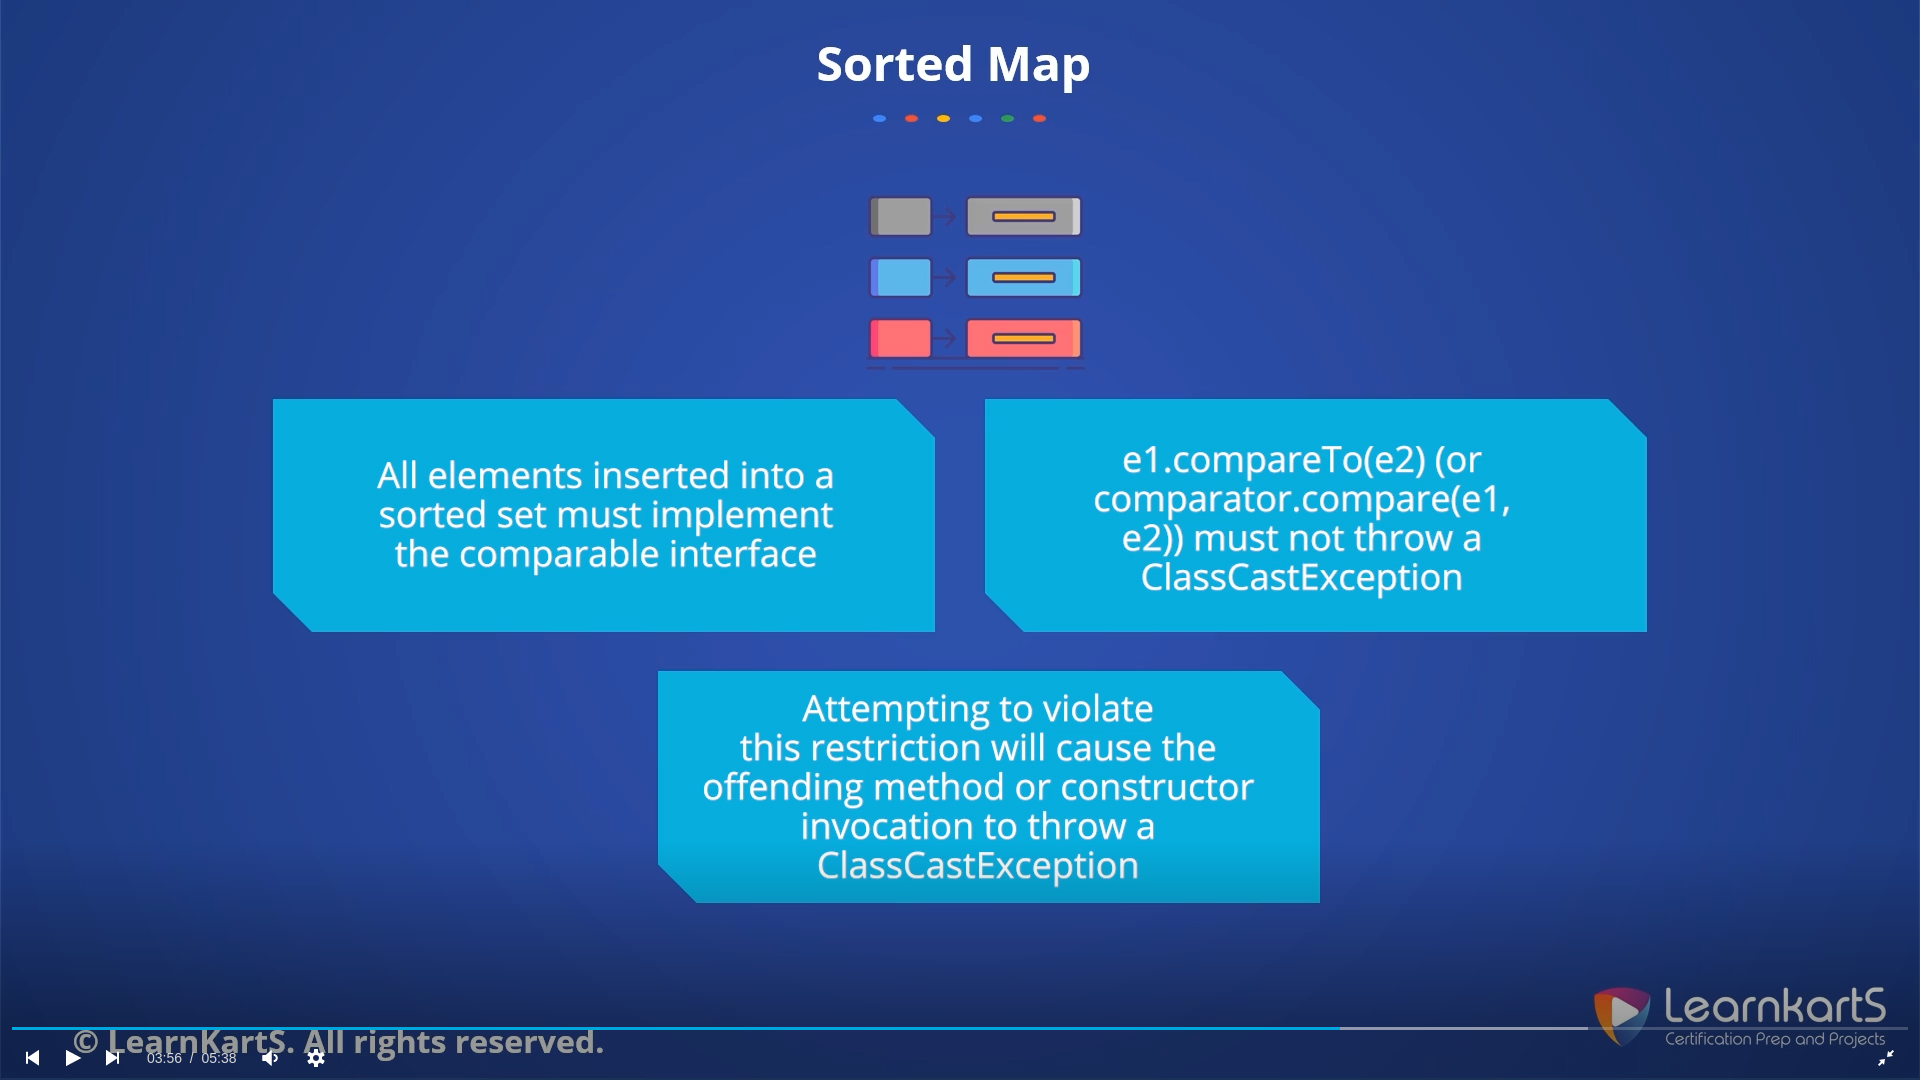 Sorted Map
All elements inserted into a
sorted set must implement
the comparable interface
e1.compareTo(e2) (or
comparator.compare(e1,
e2)) must not throw a
ClassCastException
Attempting to violate
this restriction will cause the
offending method or constructor
invocation to throw a
ClassCastException
LearnkartS
Certification Prep and Projects
© LearnKartS. All rights reserved.
03:56 / 05:38